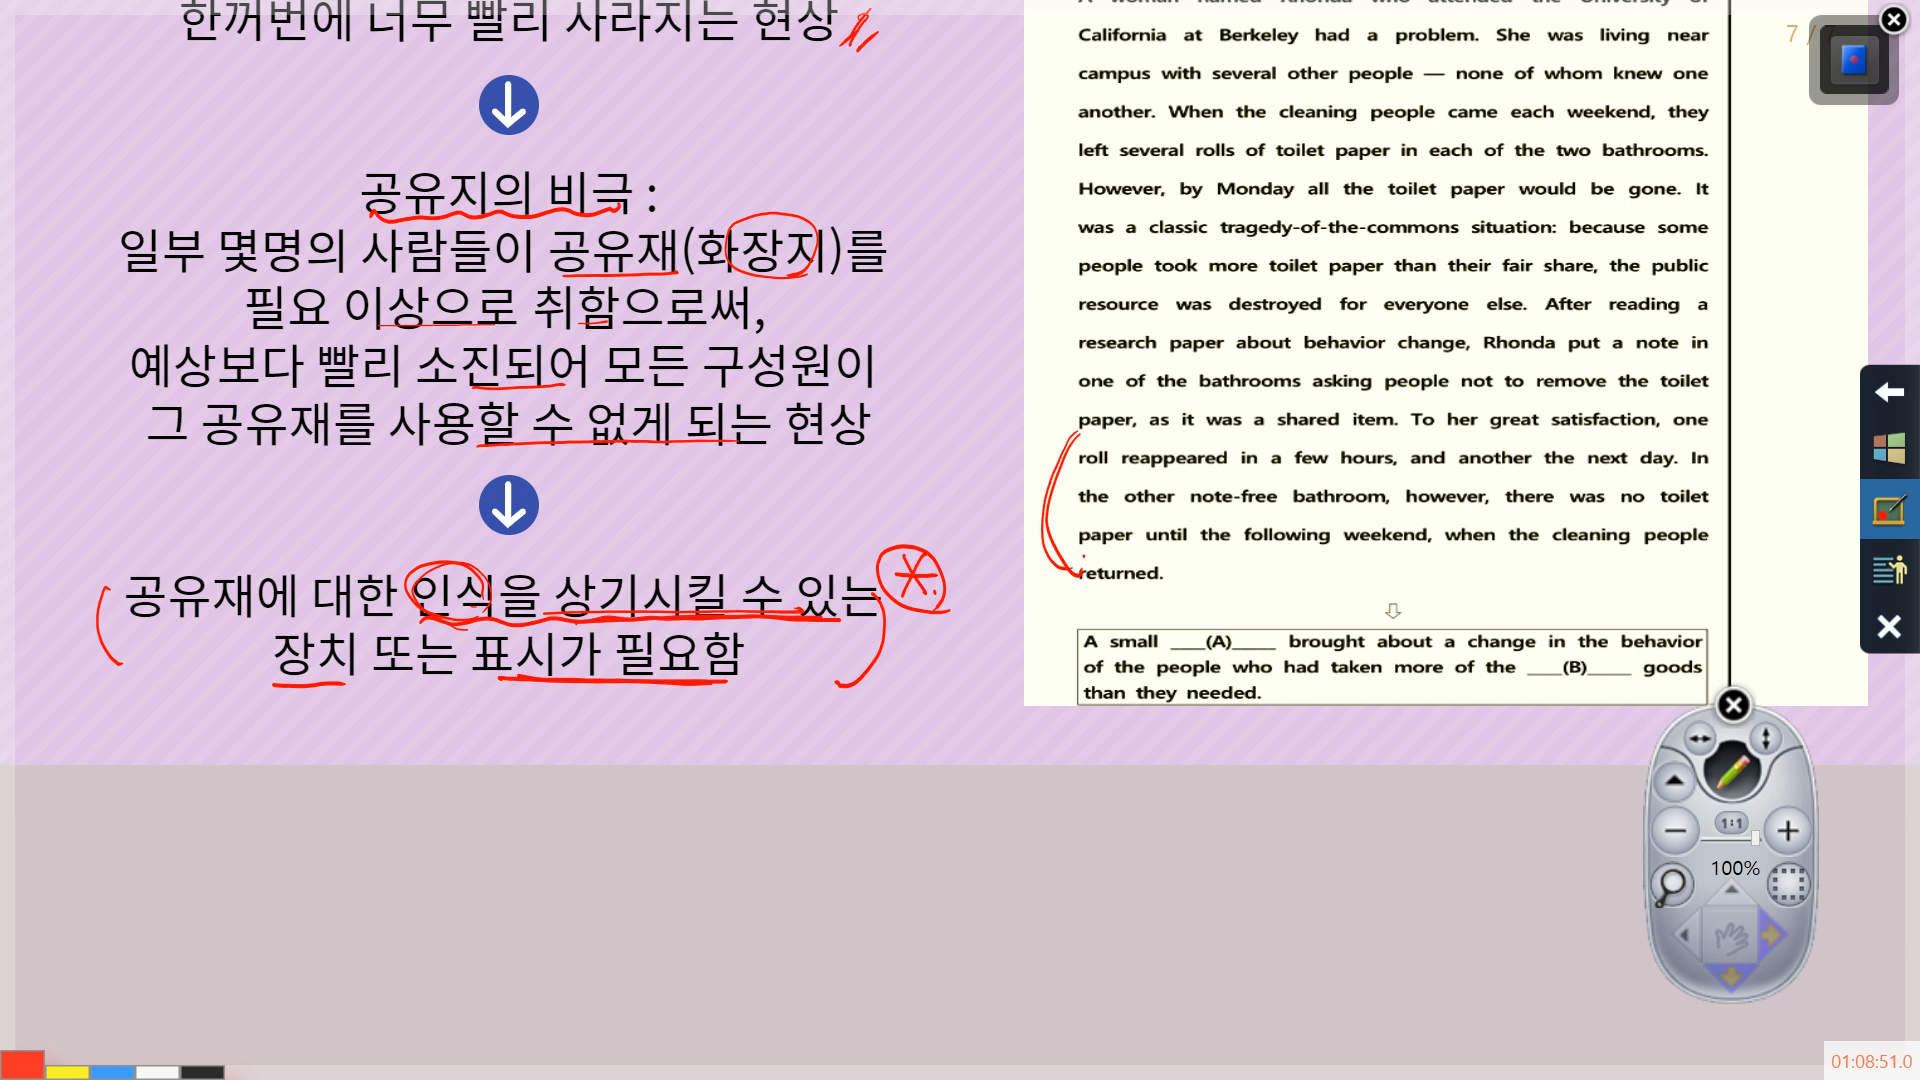 한꺼번에 너무 빨리 사라지는 현상
공유지의 비극 :
일부 몇명의 사람들이 공유재(화장지)를
필요 이상으로 취함으로써,
예상보다 빨리 소진되어 모든 구성원이
그 공유재를 사용할 수 없게 되는 현상
공유재에 대한 인식을 상기시킬 수 있는
장치 또는 표시가 필요함
A woman named Rhonda who attended the University of
California at Berkeley had a problem. She was living near
campus with several other people — none of whom knew one
another. When the cleaning people came each weekend, they
left several rolls of toilet paper in each of the two bathrooms.
However, by Monday all the toilet paper would be gone. It
was a classic tragedy-of-the-commons situation: because some
people took more toilet paper than their fair share, the public
resource was destroyed for everyone else. After reading a
research paper about behavior change, Rhonda put a note in
one of the bathrooms asking people not to remove the toilet
paper, as it was a shared item. To her great satisfaction, one
roll reappeared in a few hours, and another the next day. In
the other note-free bathroom, however, there was no toilet
paper until the following weekend, when the cleaning people
returned.
A small ____(A)_____ brought about a change in the behavior
of the people who had taken more of the ____(B)_____ goods
than they needed.
7 /
1:1
100%
01:08:51.0